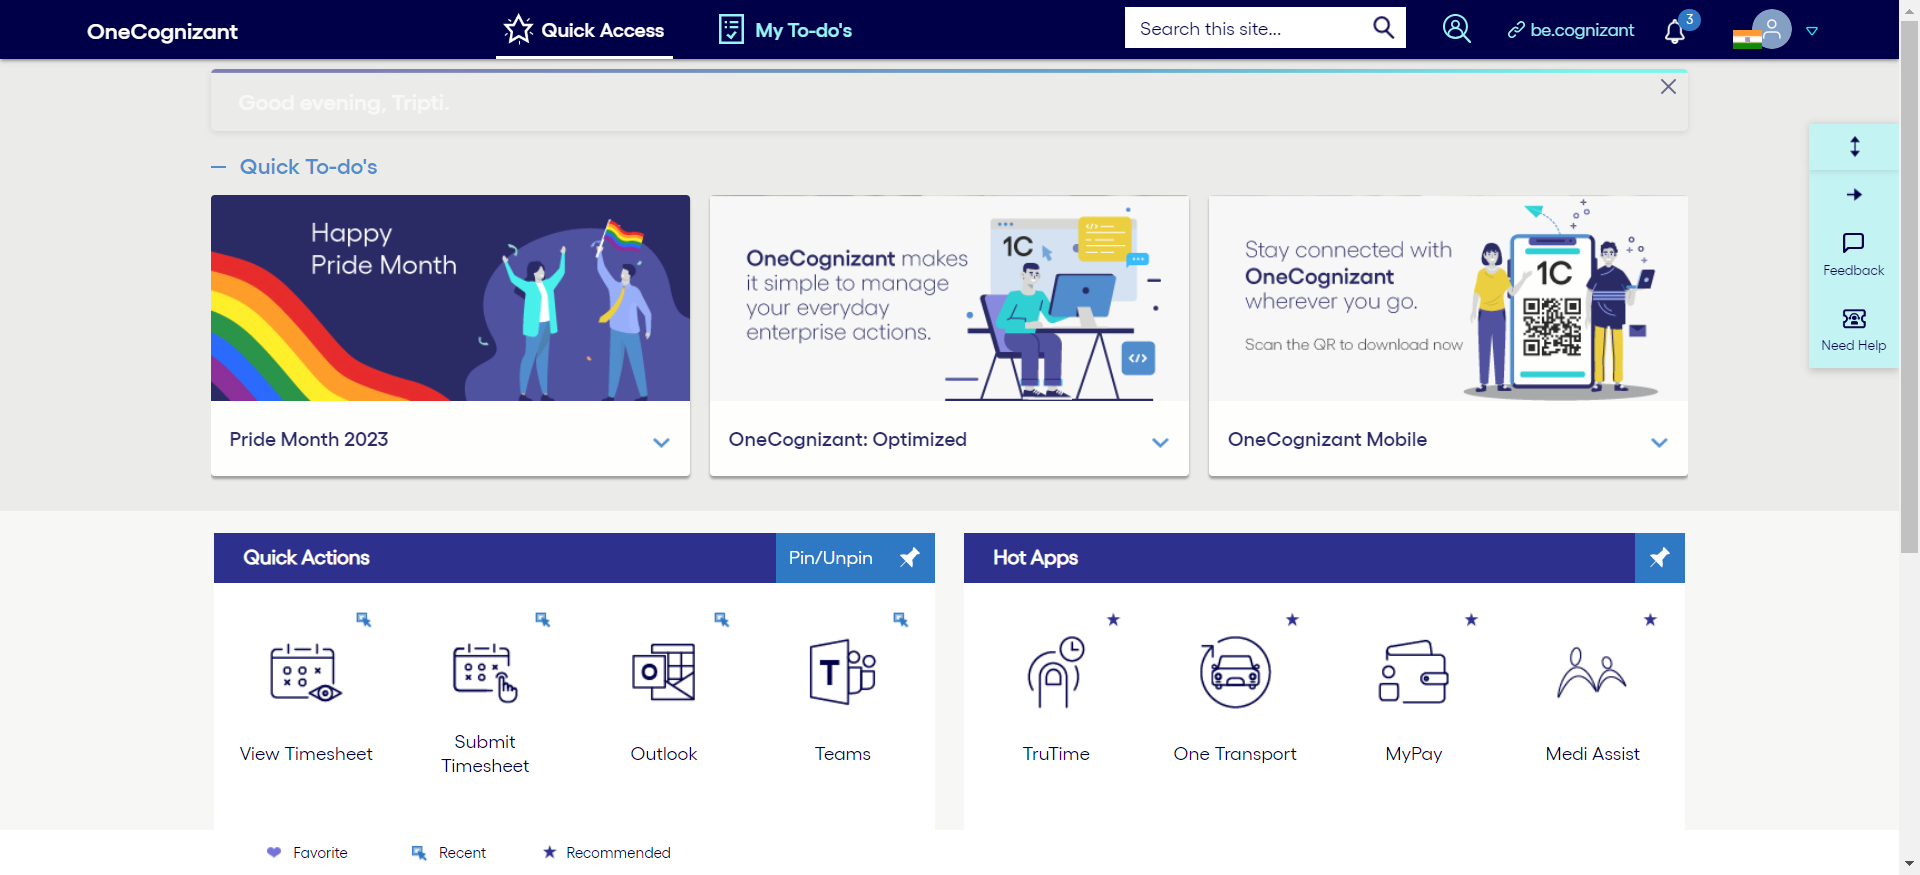 OneCognizant
Quick Access
My To-do's
Search this site...
be.cognizant
3
Good evening, Tripti.
Quick To-do's
Happy
Pride Month
Pride Month 2023
1C
OneCognizant makes
it simple to manage
your everyday
enterprise actions.
OneCognizant: Optimized
Stay connected with
OneCognizant
wherever you go.
Scan the QR to download now
1C
OneCognizant Mobile
Feedback
Need Help
Quick Actions
Pin/Unpin
View Timesheet
Submit
Timesheet
O
Outlook
T
Teams
Hot Apps
TruTime
One Transport
MyPay
Medi Assist
Favorite
Recent
Recommended